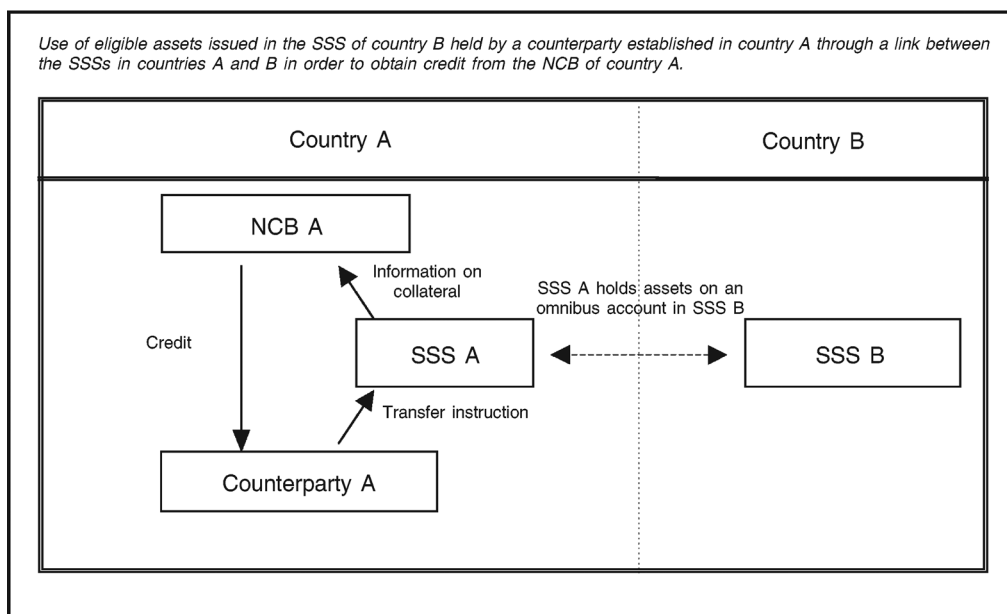 Use of eligible assets issued in the SSS of country B held by a counterparty established in country A through a link between
the SSSs in countries A and B in order to obtain credit from the NCB of country A.
Country A
Country B
NCB A
Information on
collateral
SSS A holds assets on an
omnibus account in SSS B
Credit
SSS A
SSS B
Transfer instruction
Counterparty A